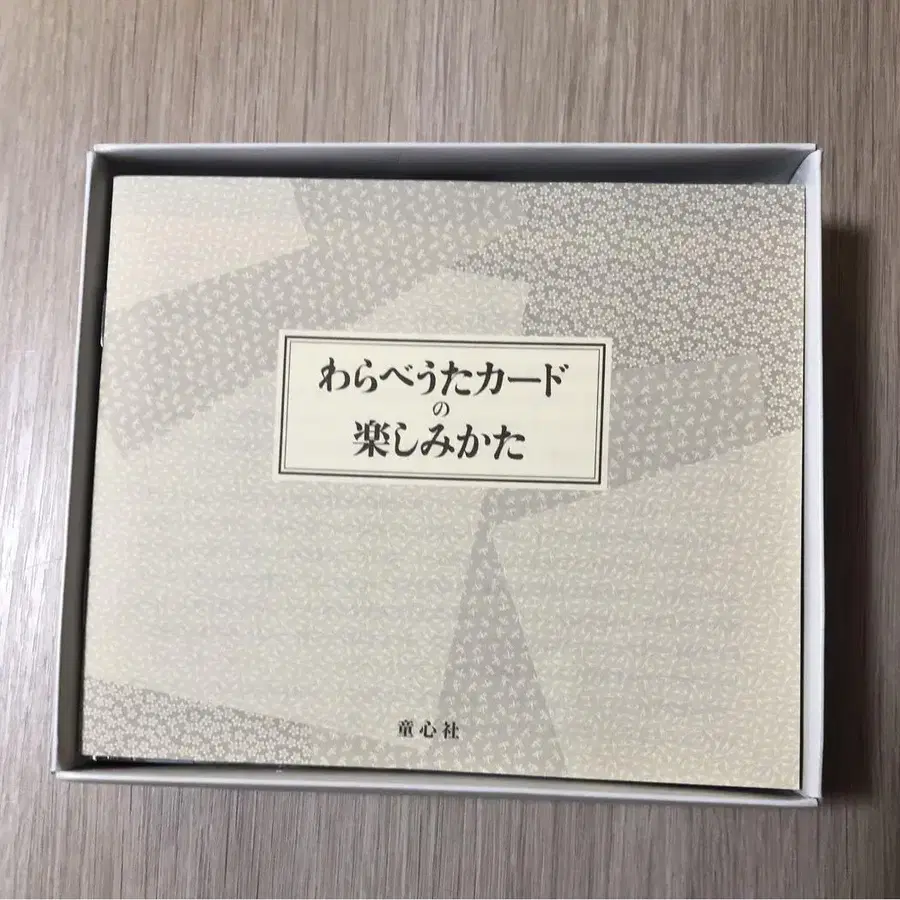 わらべうたカード
の
楽しみかた
童心社